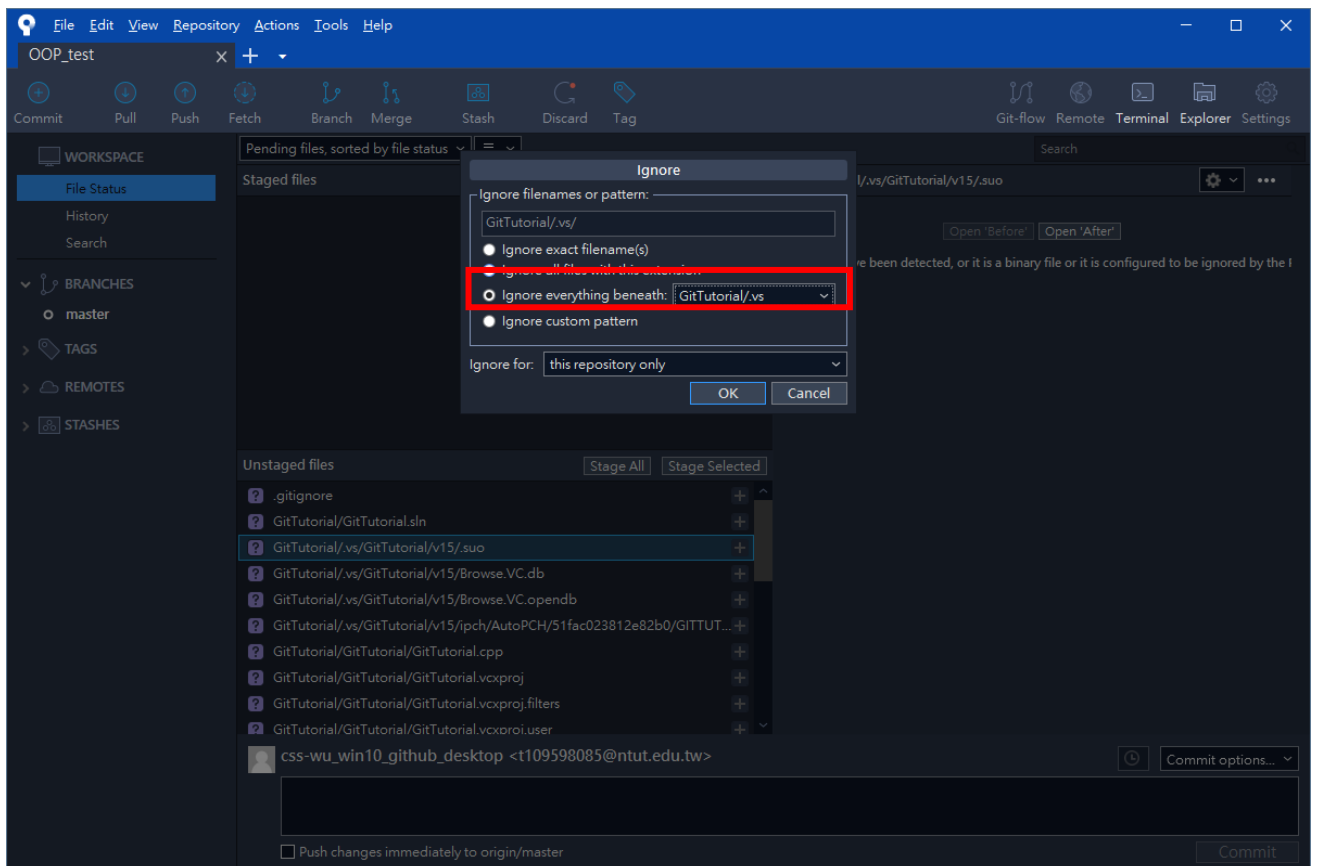 File Edit View Repository Actions Tools Help
OOP_test
Commit Pull Push Fetch Branch Merge Stash Discard Tag Git-flow Remote Terminal Explorer Settings
WORKSPACE
File Status
History
Search
BRANCHES
master
TAGS
REMOTES
STASHES
Pending files, sorted by file status
Search
Staged files
l/.vs/GitTutorial/v15/.suo
Open 'Before' Open 'After'
ve been detected, or it is a binary file or it is configured to be ignored by the
Ignore
Ignore filenames or pattern:
GitTutorial/.vs/
Ignore exact filename(s)
Ignore all files with this extension
Ignore everything beneath: GitTutorial/.vs
Ignore custom pattern
Ignore for: this repository only
OK Cancel
Unstaged files Stage All Stage Selected
.gitignore
GitTutorial/GitTutorial.sln
GitTutorial/.vs/GitTutorial/v15/.suo
GitTutorial/.vs/GitTutorial/v15/Browse.VC.db
GitTutorial/.vs/GitTutorial/v15/Browse.VC.opendb
GitTutorial/.vs/GitTutorial/v15/ipch/AutoPCH/51fac023812e82b0/GITTUT...
GitTutorial/GitTutorial/GitTutorial.cpp
GitTutorial/GitTutorial/GitTutorial.vcxproj
GitTutorial/GitTutorial/GitTutorial.vcxproj.filters
GitTutorial/GitTutorial/GitTutorial.vcxproj.user
css-wu_win10_github_desktop <t109598085@ntut.edu.tw>
Commit options...
Push changes immediately to origin/master
Commit